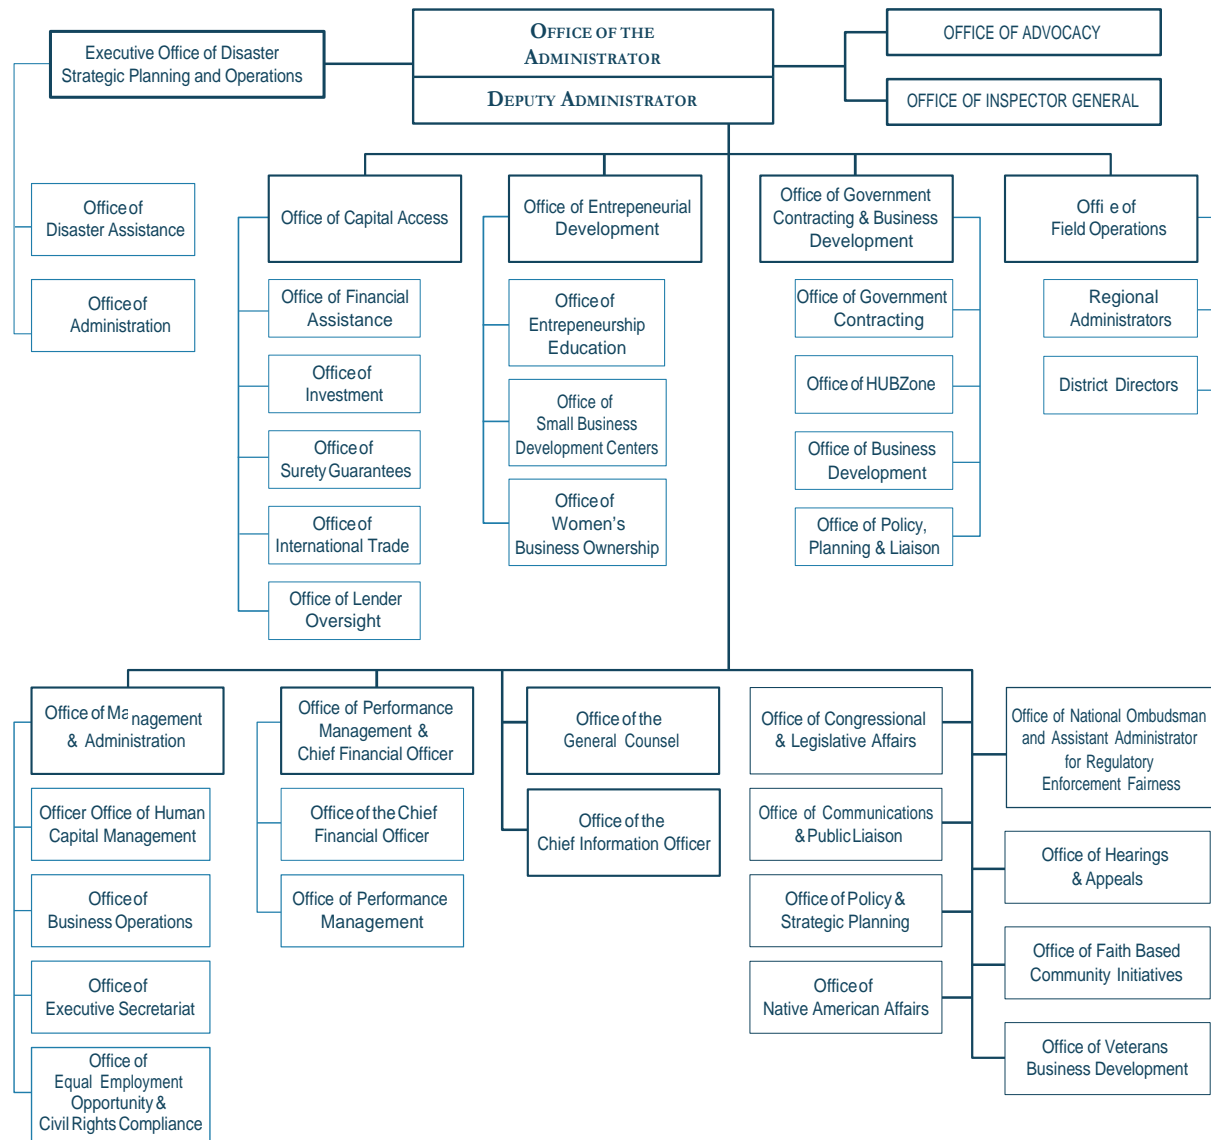 Executive Office of Disaster
Strategic Planning and Operations
OFFICE OF THE
ADMINISTRATOR
DEPUTY ADMINISTRATOR
OFFICE OF ADVOCACY
OFFICE OF INSPECTOR GENERAL
Office of
Disaster Assistance
Office of
Administration
Office of Capital Access
Office of Financial
Assistance
Office of
Investment
Office of
Surety Guarantees
Office of
International Trade
Office of Lender
Oversight
Office of Entrepeneurial
Development
Office of
Entrepeneurship
Education
Office of
Small Business
Development Centers
Office of
Women's
Business Ownership
Office of Government
Contracting & Business
Development
Office of Government
Contracting
Office of HUBZone
Office of Business
Development
Office of Policy,
Planning & Liaison
Offi e of
Field Operations
Regional
Administrators
District Directors
Office of Management
& Administration
Officer Office of Human
Capital Management
Office of
Business Operations
Office of
Executive Secretariat
Office of
Equal Employment
Opportunity &
Civil Rights Compliance
Office of Performance
Management &
Chief Financial Officer
Office of the Chief
Financial Officer
Office of Performance
Management
Office of the
General Counsel
Office of the
Chief Information Officer
Office of Congressional
& Legislative Affairs
Office of Communications
& Public Liaison
Office of Policy &
Strategic Planning
Office of
Native American Affairs
Office of National Ombudsman
and Assistant Administrator
for Regulatory
Enforcement Fairness
Office of Hearings
& Appeals
Office of Faith Based
Community Initiatives
Office of Veterans
Business Development